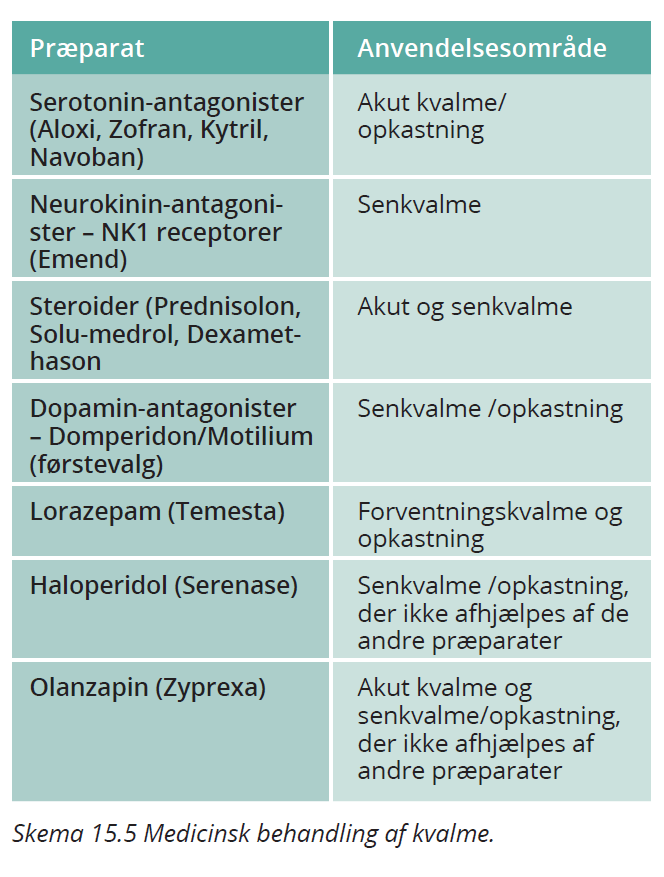 Præparat
Anvendelsesområde
Serotonin-antagonister
(Aloxi, Zofran, Kytril,
Navoban)
Akut kvalme/
opkastning
Neurokinin-antagoni-
ster – NK1 receptorer
(Emend)
Senkvalme
Steroider (Prednisolon,
Solu-medrol, Dexamet-
hason
Akut og senkvalme
Dopamin-antagonister
– Domperidon/Motilium
(førstevalg)
Senkvalme /opkastning
Lorazepam (Temesta)
Forventningskvalme og
opkastning
Haloperidol (Serenase)
Senkvalme /opkastning,
der ikke afhjælpes af de
andre præparater
Olanzapin (Zyprexa)
Akut kvalme og
senkvalme/opkastning,
der ikke afhjælpes af
andre præparater
Skema 15.5 Medicinsk behandling af kvalme.